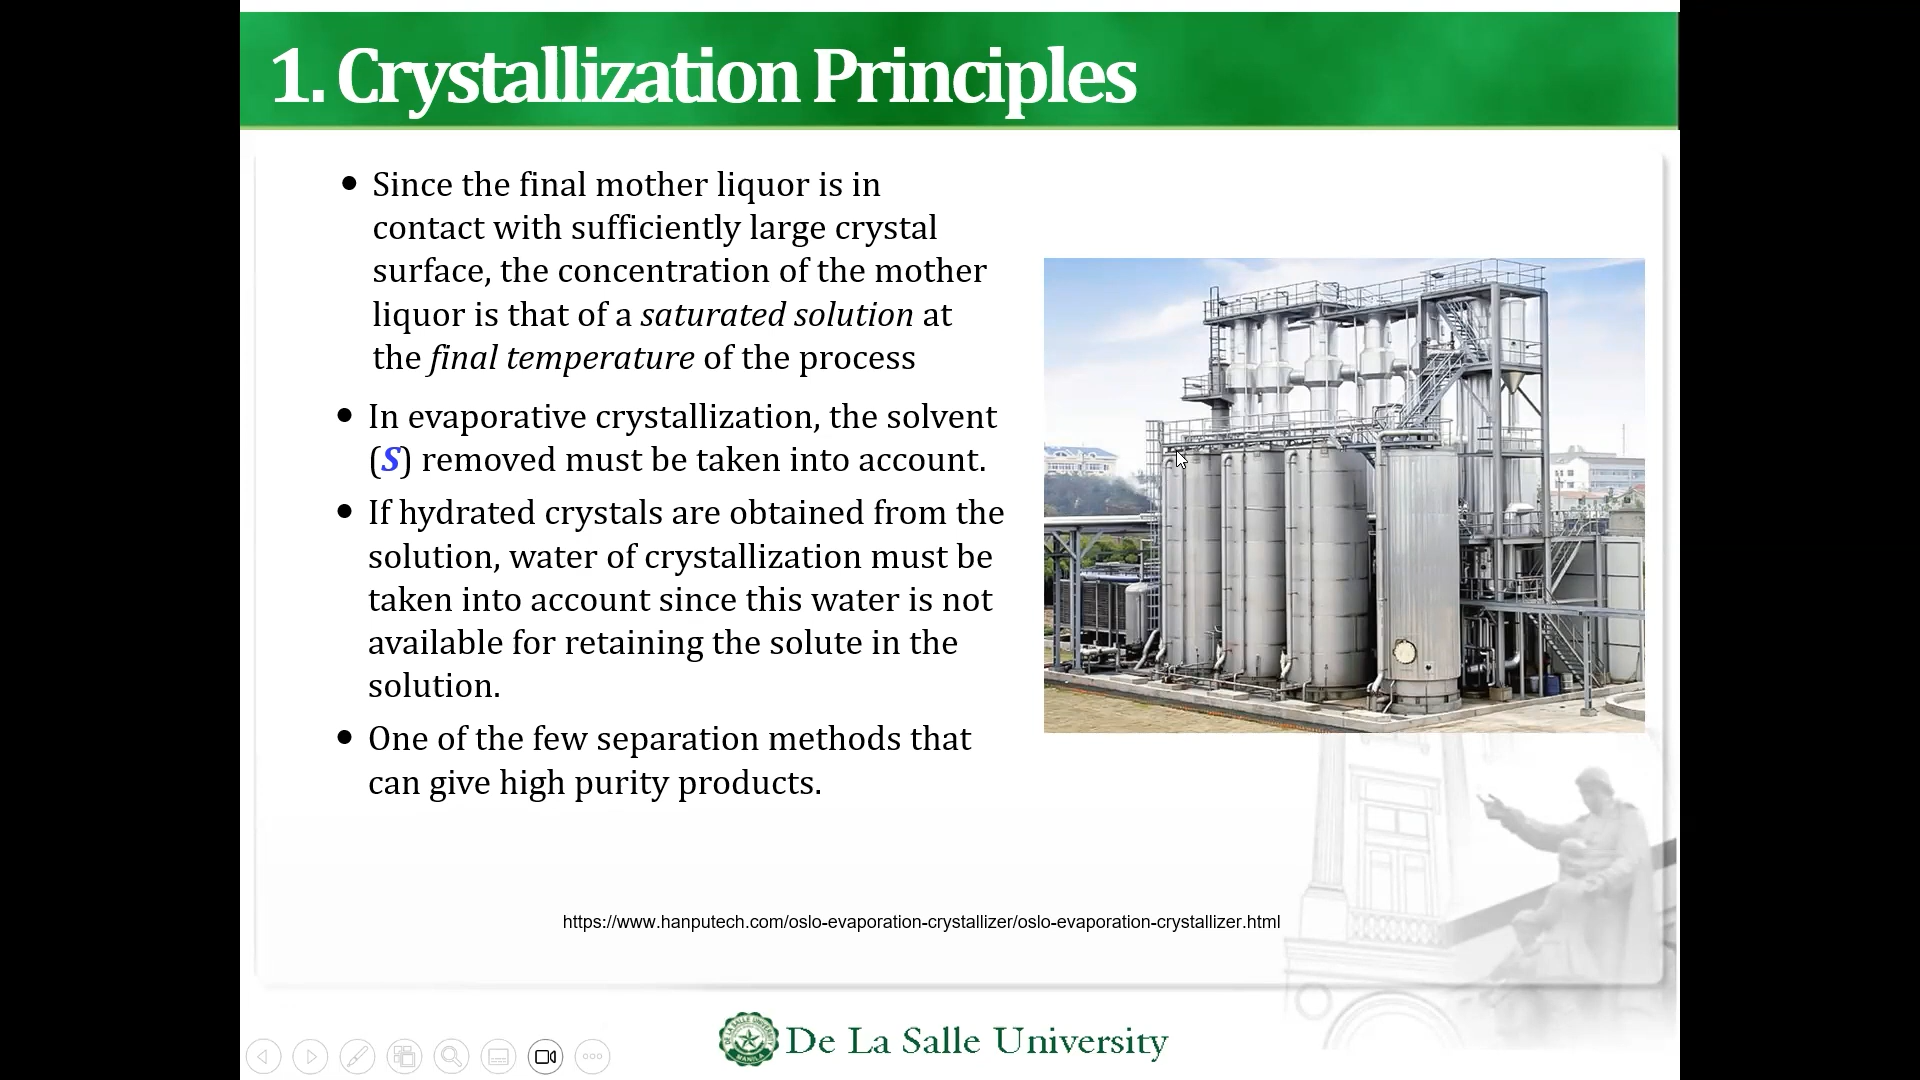 1. Crystallization Principles
• Since the final mother liquor is in
contact with sufficiently large crystal
surface, the concentration of the mother
liquor is that of a saturated solution at
the final temperature of the process
• In evaporative crystallization, the solvent
(S) removed must be taken into account.
• If hydrated crystals are obtained from the
solution, water of crystallization must be
taken into account since this water is not
available for retaining the solute in the
solution.
• One of the few separation methods that
can give high purity products.
https://www.hanputech.com/oslo-evaporation-crystallizer/oslo-evaporation-crystallizer.html
De La Salle University